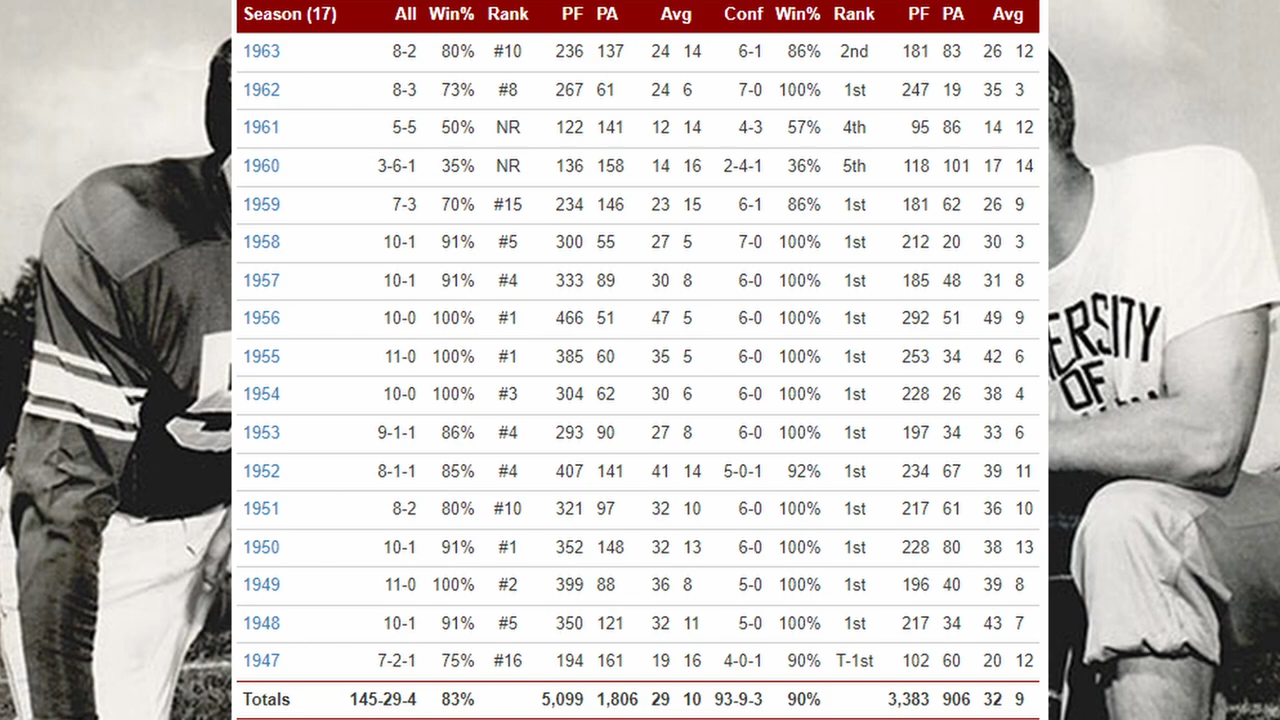 Season (17) All Win% Rank PF PA Avg Conf Win% Rank PF PA Avg
1963 8-2 80% #10 236 137 24 14 6-1 86% 2nd 181 83 26 12
1962 8-3 73% #8 267 61 24 6 7-0 100% 1st 247 19 35 3
1961 5-5 50% NR 122 141 12 14 4-3 57% 4th 95 86 14 12
1960 3-6-1 35% NR 136 158 14 16 2-4-1 36% 5th 118 101 17 14
1959 7-3 70% #15 234 146 23 15 6-1 86% 1st 181 62 26 9
1958 10-1 91% #5 300 55 27 5 7-0 100% 1st 212 20 30 3
1957 10-1 91% #4 333 89 30 8 6-0 100% 1st 185 48 31 8
1956 10-0 100% #1 466 51 47 5 6-0 100% 1st 292 51 49 9
1955 11-0 100% #1 385 60 35 5 6-0 100% 1st 253 34 42 6
1954 10-0 100% #3 304 62 30 6 6-0 100% 1st 228 26 38 4
1953 9-1-1 86% #4 293 90 27 8 6-0 100% 1st 197 34 33 6
1952 8-1-1 85% #4 407 141 41 14 5-0-1 92% 1st 234 67 39 11
1951 8-2 80% #10 321 97 32 10 6-0 100% 1st 217 61 36 10
1950 10-1 91% #1 352 148 32 13 6-0 100% 1st 228 80 38 13
1949 11-0 100% #2 399 88 36 8 5-0 100% 1st 196 40 39 8
1948 10-1 91% #5 350 121 32 11 5-0 100% 1st 217 34 43 7
1947 7-2-1 75% #16 194 161 19 16 4-0-1 90% T-1st 102 60 20 12
Totals 145-29-4 83% 5,099 1,806 29 10 93-9-3 90% 3,383 906 32 9
ERSITY
OF